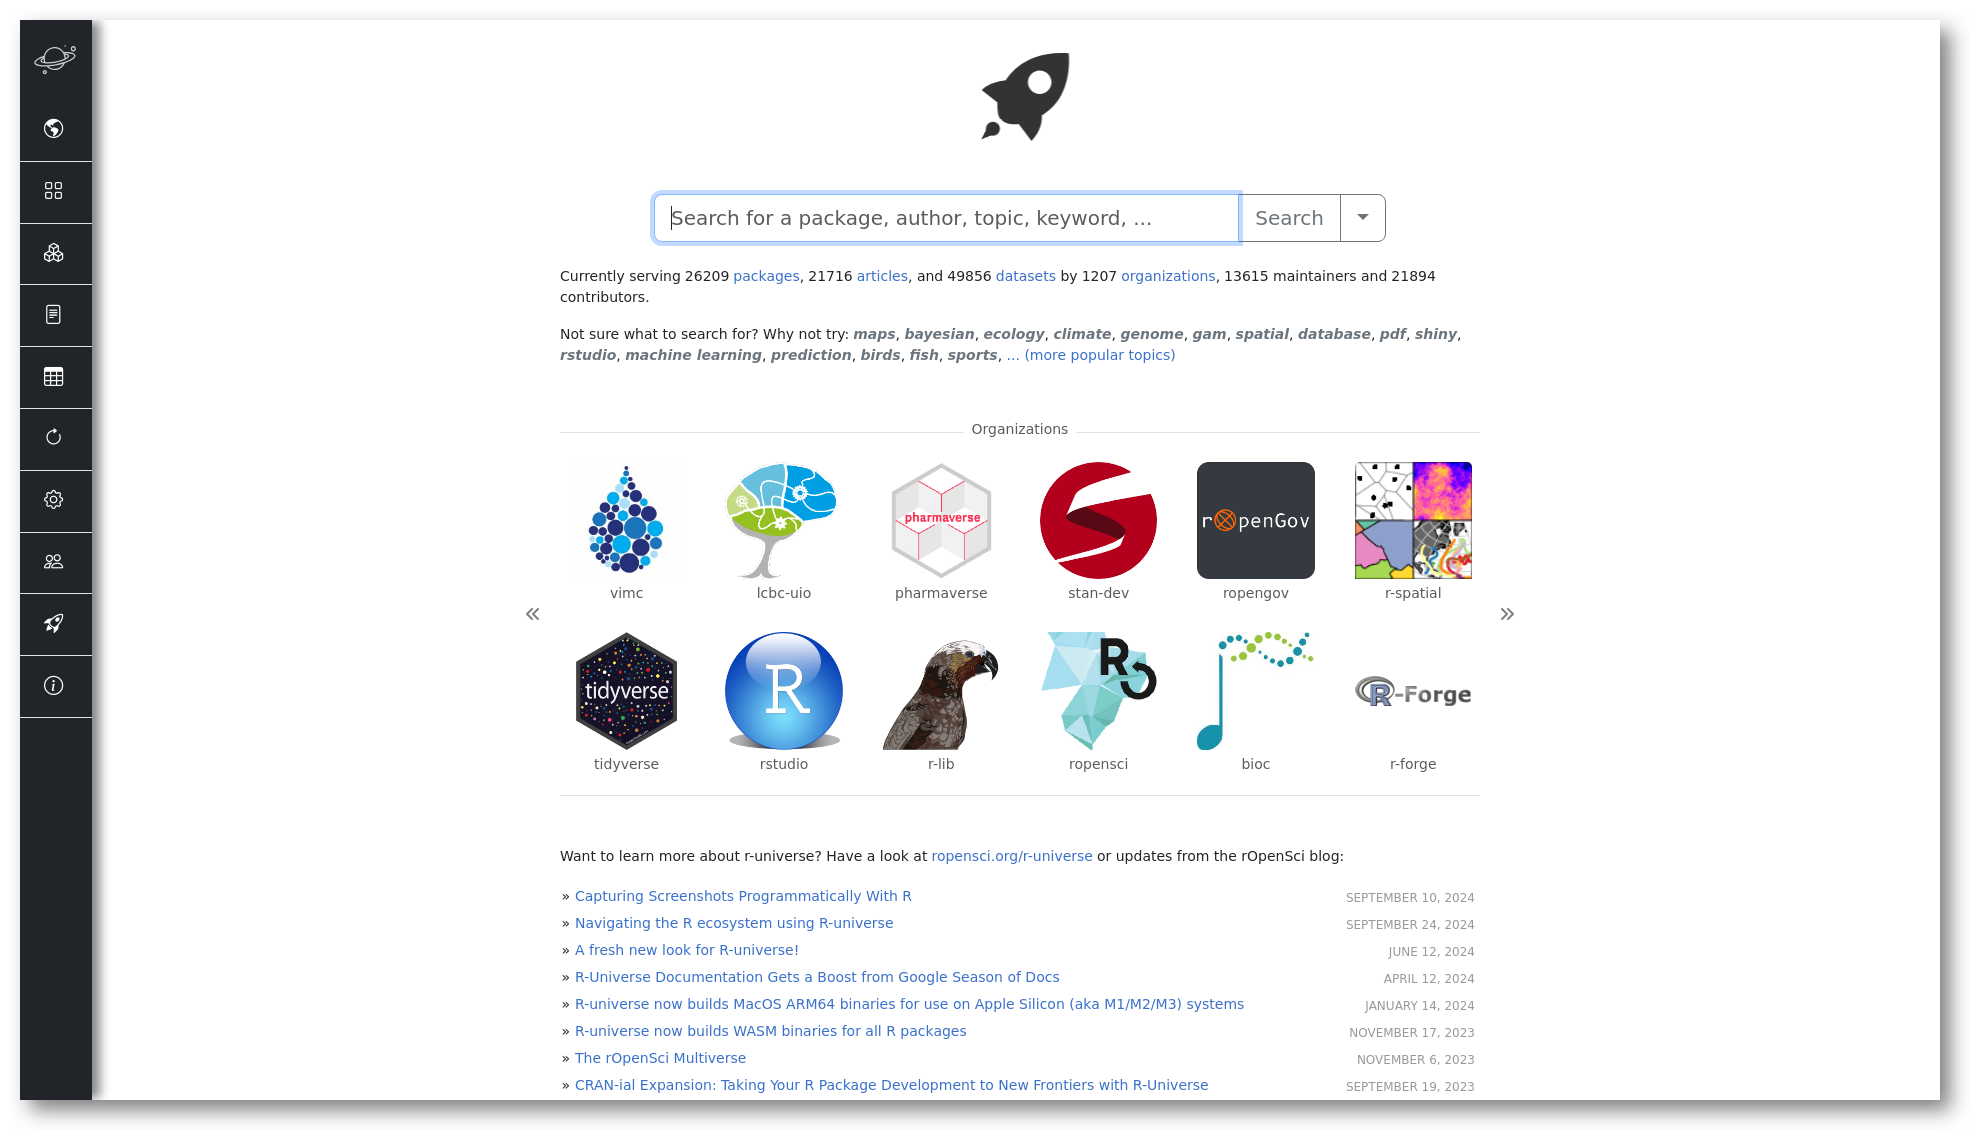 Search for a package, author, topic, keyword, ...
Search
Currently serving 26209 packages, 21716 articles, and 49856 datasets by 1207 organizations, 13615 maintainers and 21894
contributors.
Not sure what to search for? Why not try: maps, bayesian, ecology, climate, genome, gam, spatial, database, pdf, shiny,
rstudio, machine learning, prediction, birds, fish, sports, ... (more popular topics)
Organizations
pharmaverse
rOpenGov
vimc
lcbc-uio
pharmaverse
stan-dev
ropengov
r-spatial
«
»
tidyverse
R
R
R-Forge
tidyverse
rstudio
r-lib
ropensci
bioc
r-forge
Want to learn more about r-universe? Have a look at ropensci.org/r-universe or updates from the rOpenSci blog:
» Capturing Screenshots Programmatically With R SEPTEMBER 10, 2024
» Navigating the R ecosystem using R-universe SEPTEMBER 24, 2024
» A fresh new look for R-universe! JUNE 12, 2024
» R-Universe Documentation Gets a Boost from Google Season of Docs APRIL 12, 2024
» R-universe now builds MacOS ARM64 binaries for use on Apple Silicon (aka M1/M2/M3) systems JANUARY 14, 2024
» R-universe now builds WASM binaries for all R packages NOVEMBER 17, 2023
» The rOpenSci Multiverse NOVEMBER 6, 2023
» CRAN-ial Expansion: Taking Your R Package Development to New Frontiers with R-Universe SEPTEMBER 19, 2023